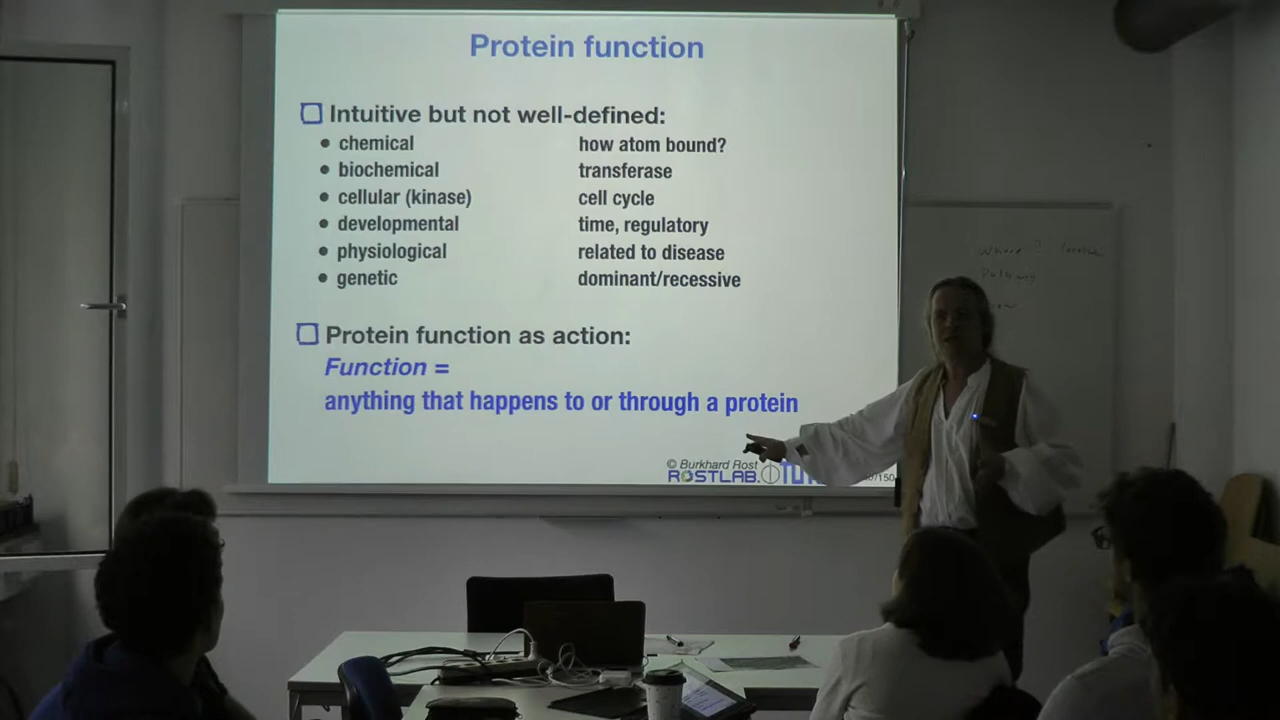 Protein function
Intuitive but not well-defined:
chemical how atom bound?
biochemical transferase
cellular (kinase) cell cycle
developmental time, regulatory
physiological related to disease
genetic dominant/recessive
Protein function as action:
Function =
anything that happens to or through a protein
© Burkhard Rost
ROSTLAB.
/150